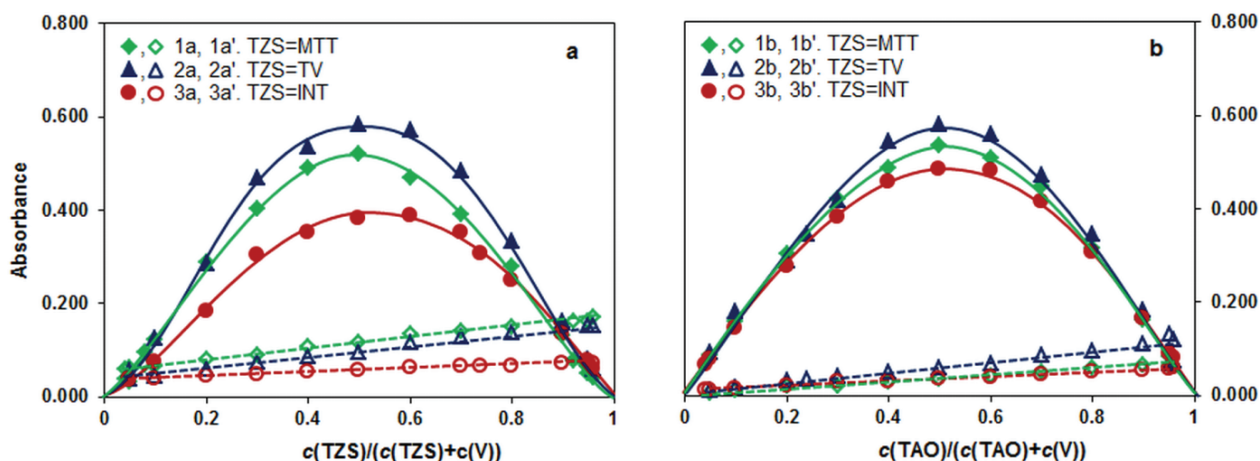 0.800
0.600
0.400
0.200
0.000
Absorbance
1a, 1a'. TZS=MTT
2a, 2a'. TZS=TV
3a, 3a'. TZS=INT
a
0 0.2 0.4 0.6 0.8 1
c(TZS)/(c(TZS)+c(V))
1b, 1b'. TZS=MTT
2b, 2b'. TZS=TV
3b, 3b'. TZS=INT
b
0.800
0.600
0.400
0.200
0.000
0 0.2 0.4 0.6 0.8 1
c(TAO)/(c(TAO)+c(V))